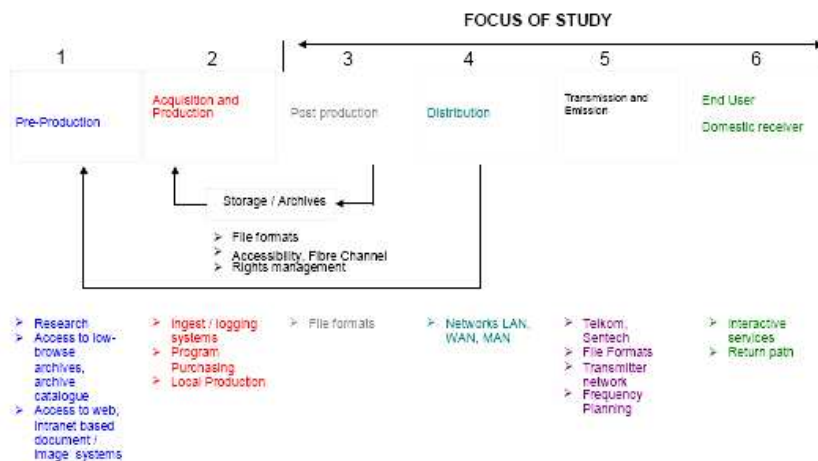 FOCUS OF STUDY
1
2
3
4
5
6
Pre-Production
Acquisition and
Production
Post production
Distribution
Transmission and
Emission
End User
Domestic receiver
Storage / Archives
➢ File formats
➢ Accessibility, Fibre Channel
➢ Rights management
➢ Research
➢ Access to low-
browse
archives,
archive
catalogue
➢ Access to web,
Intranet based
document /
Image systems
➢ Ingest / logging
systems
➢ Program
Purchasing
➢ Local Production
➢ File formats
➢ Networks LAN,
WAN, MAN
➢ Telkom,
Sentech
➢ File Formats
➢ Transmitter
network
➢ Frequency
Planning
➢ Interactive
services
➢ Return path